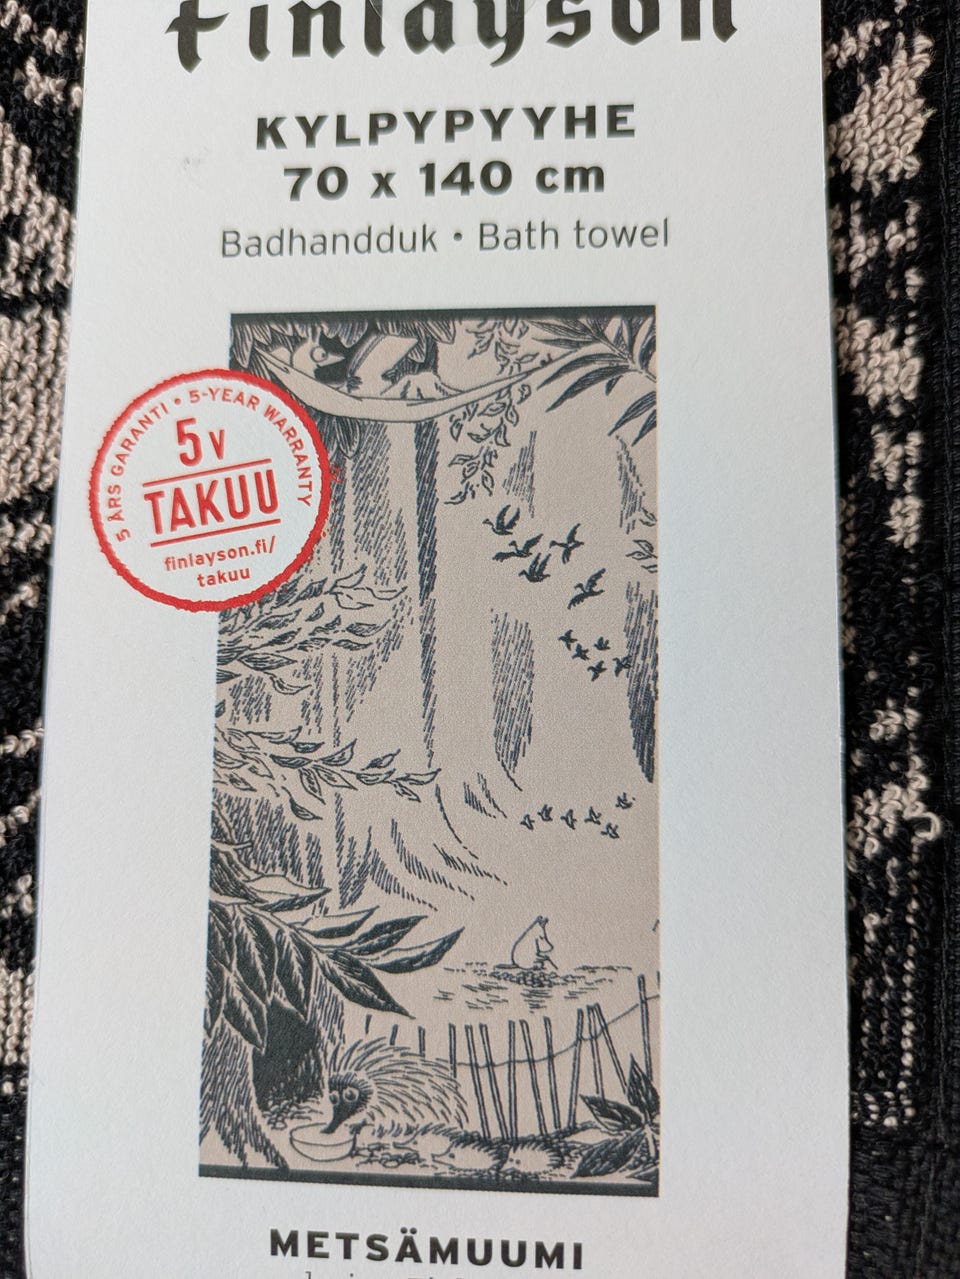 Finlayson
KYLPYPYYHE
70 x 140 cm
Badhandduk • Bath towel
5 ÅRS GARANTI • 5-YEAR WARRANTY
5 v
TAKUU
finlayson.fi/
takuu
METSÄMUUMI